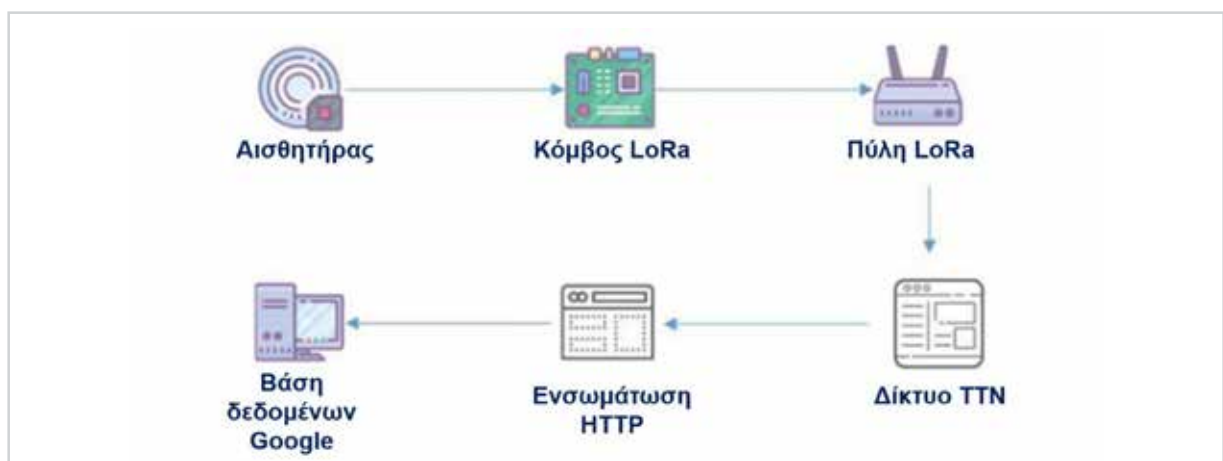 Αισθητήρας
Κόμβος LoRa
Πύλη LoRa
Βάση
δεδομένων
Google
Ενσωμάτωση
HTTP
Δίκτυο TTN